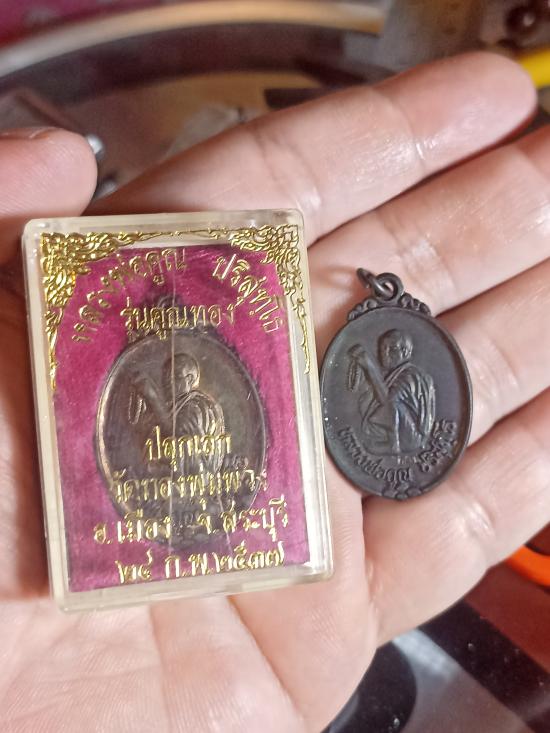 หลวงพ่อคูณ ปริสุทฺโธ
รุ่นคูณทอง
ปลุกเสก
วัดทองพุ่มพวง
อ.เมือง จ.สระบุรี
๒๔ ก.พ.๒๕๓๗
หลวงพ่อคูณ ปริสุทฺโธ